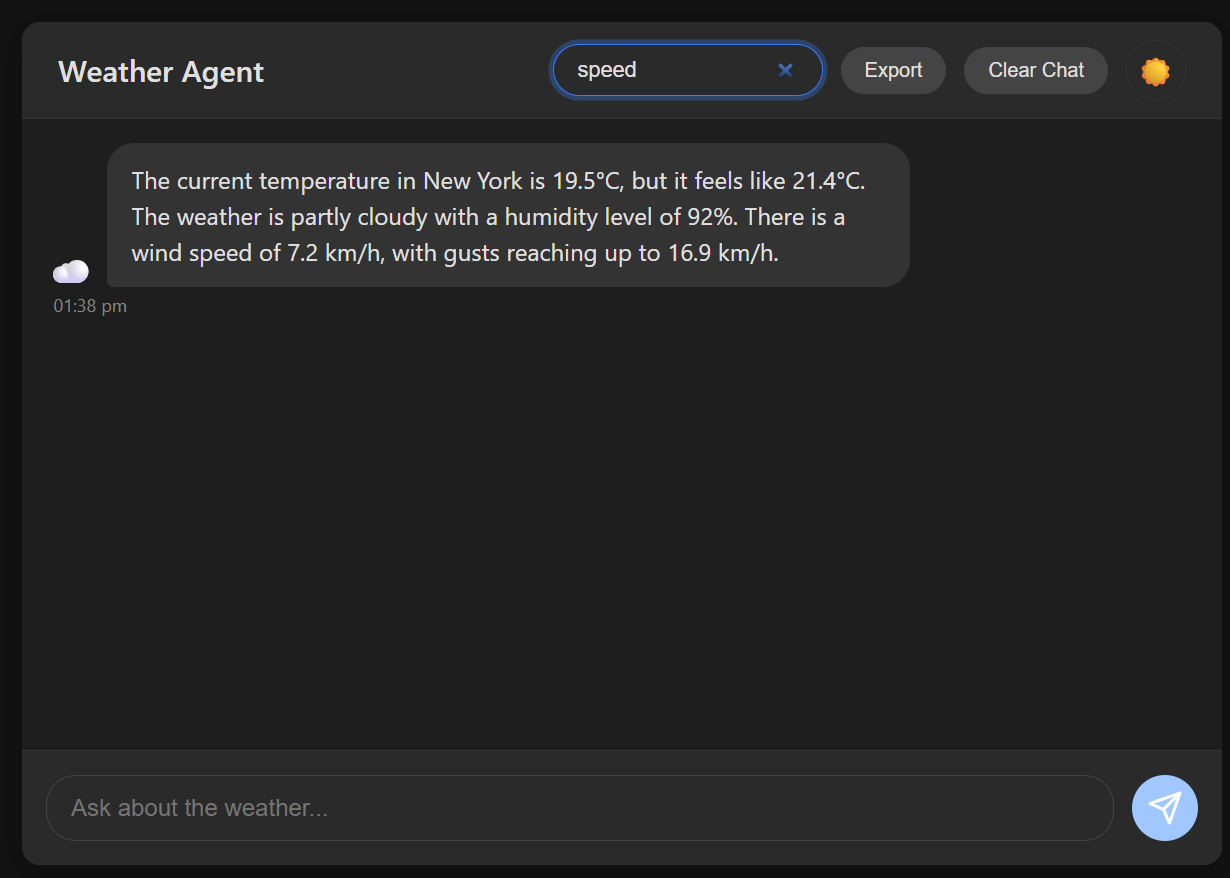 Weather Agent
speed
Export
Clear Chat
The current temperature in New York is 19.5°C, but it feels like 21.4°C.
The weather is partly cloudy with a humidity level of 92%. There is a
wind speed of 7.2 km/h, with gusts reaching up to 16.9 km/h.
01:38 pm
Ask about the weather...